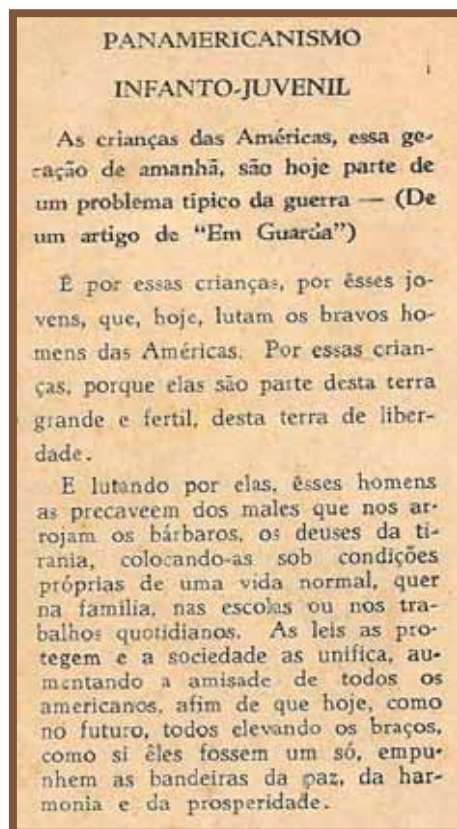 PANAMERICANISMO
INFANTO-JUVENIL
As crianças das Américas, essa ge-
ração de amanhã, são hoje parte de
um problema típico da guerra — (De
um artigo de "Em Guarda")
É por essas crianças, por êsses jo-
vens, que, hoje, lutam os bravos ho-
mens das Américas. Por essas crian-
ças, porque elas são parte desta terra
grande e fertil, desta terra de liber-
dade.
E lutando por elas, êsses homens
as precaveem dos males que nos ar-
rojam os bárbaros, os deuses da ti-
rania, colocando-as sob condições
próprias de uma vida normal, quer
na familia, nas escolas ou nos tra-
balhos quotidianos. As leis as pro-
tegem e a sociedade as unifica, au-
mentando a amisade de todos os
americanos, afim de que hoje, como
no futuro, todos elevando os braços,
como si êles fossem um só, empu-
nhem as bandeiras da paz, da har-
monia e da prosperidade.